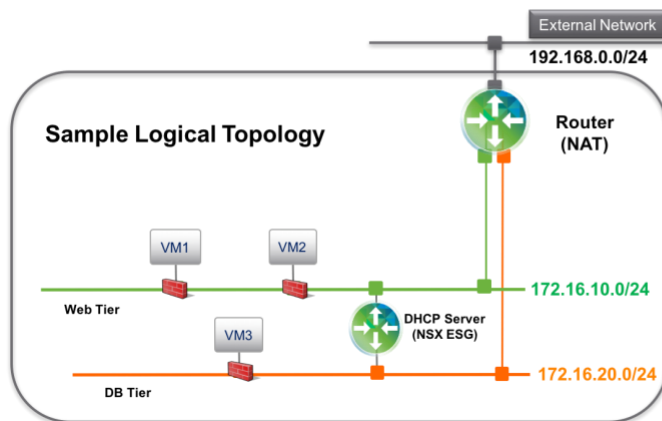 External Network
192.168.0.0/24
Sample Logical Topology
Router
(NAT)
VM1
VM2
172.16.10.0/24
Web Tier
DHCP Server
(NSX ESG)
VM3
172.16.20.0/24
DB Tier